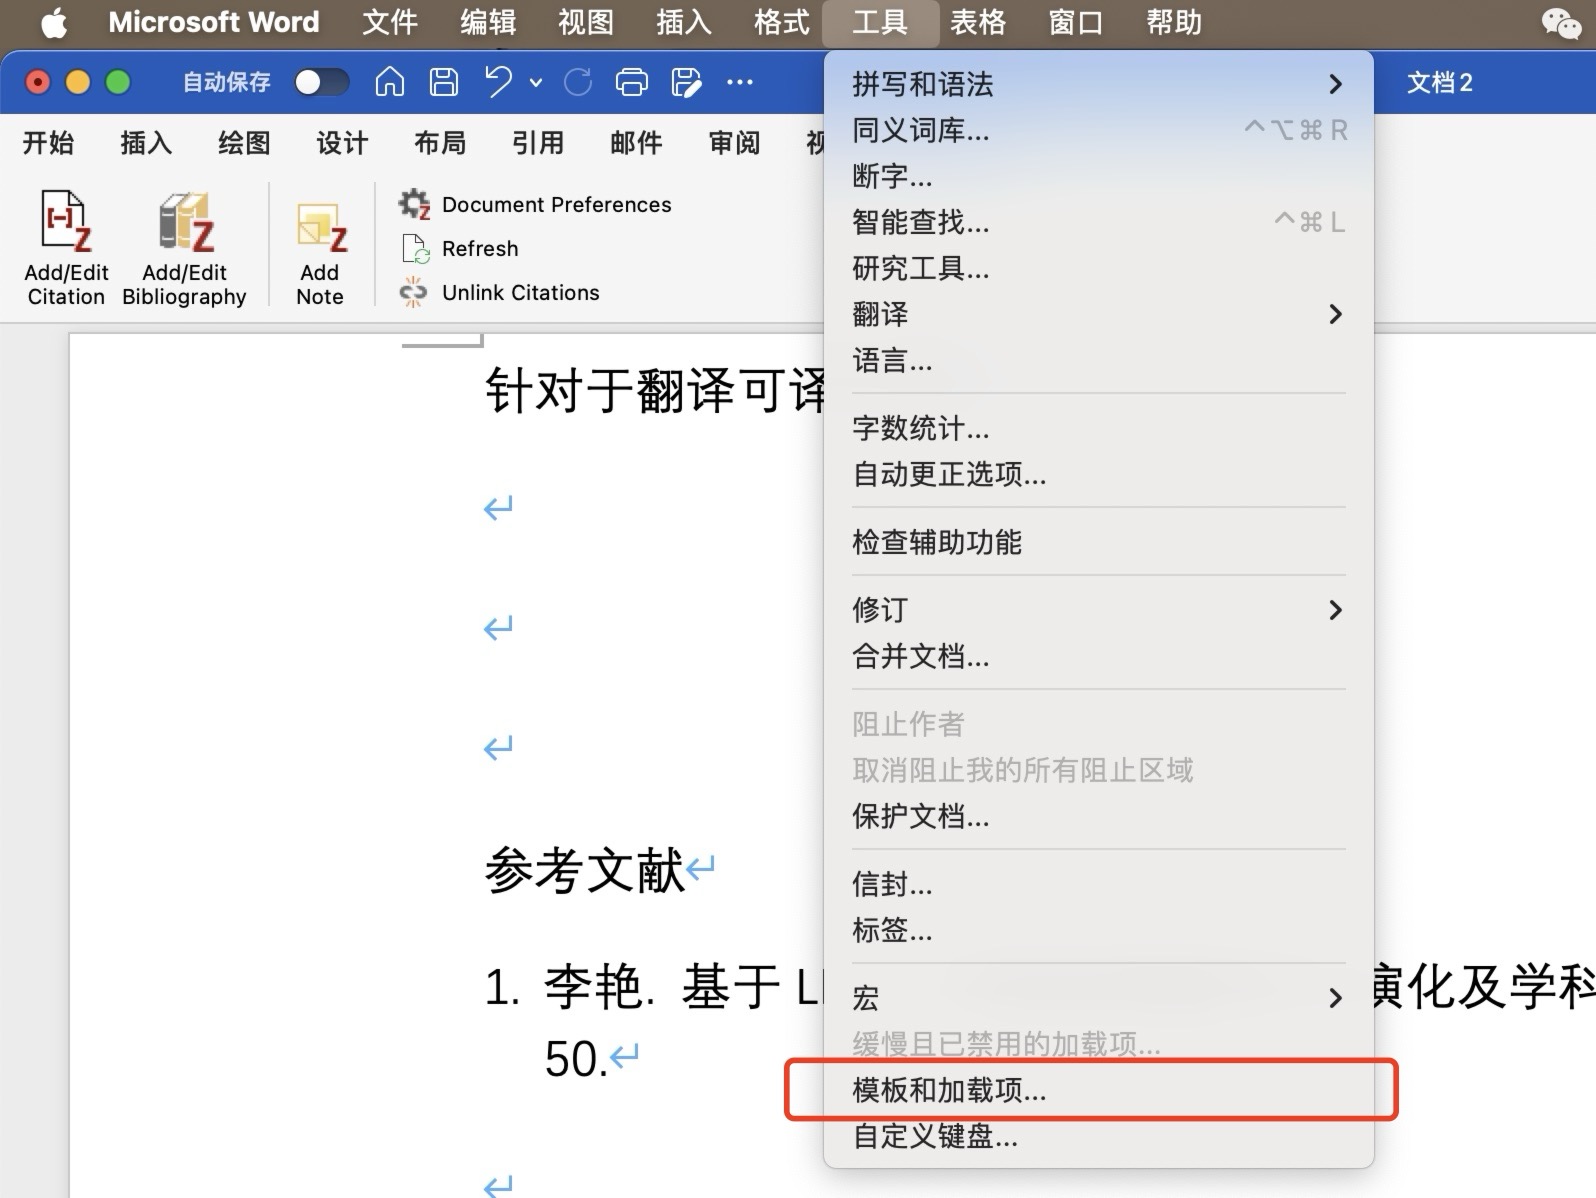 Microsoft Word 文件 编辑 视图 插入 格式 工具 表格 窗口 帮助
自动保存 文档2
开始 插入 绘图 设计 布局 引用 邮件 审阅
Add/Edit Citation
Add/Edit Bibliography
Add Note
Document Preferences
Refresh
Unlink Citations
拼写和语法
同义词库... ^⌥⌘R
断字...
智能查找... ^⌘L
研究工具...
翻译
语言...
字数统计...
自动更正选项...
检查辅助功能
修订
合并文档...
阻止作者
取消阻止我的所有阻止区域
保护文档...
信封...
标签...
宏
缓慢且已禁用的加载项...
模板和加载项...
自定义键盘...
针对于翻译可译
参考文献
1. 李艳. 基于 L 演化及学科
50.